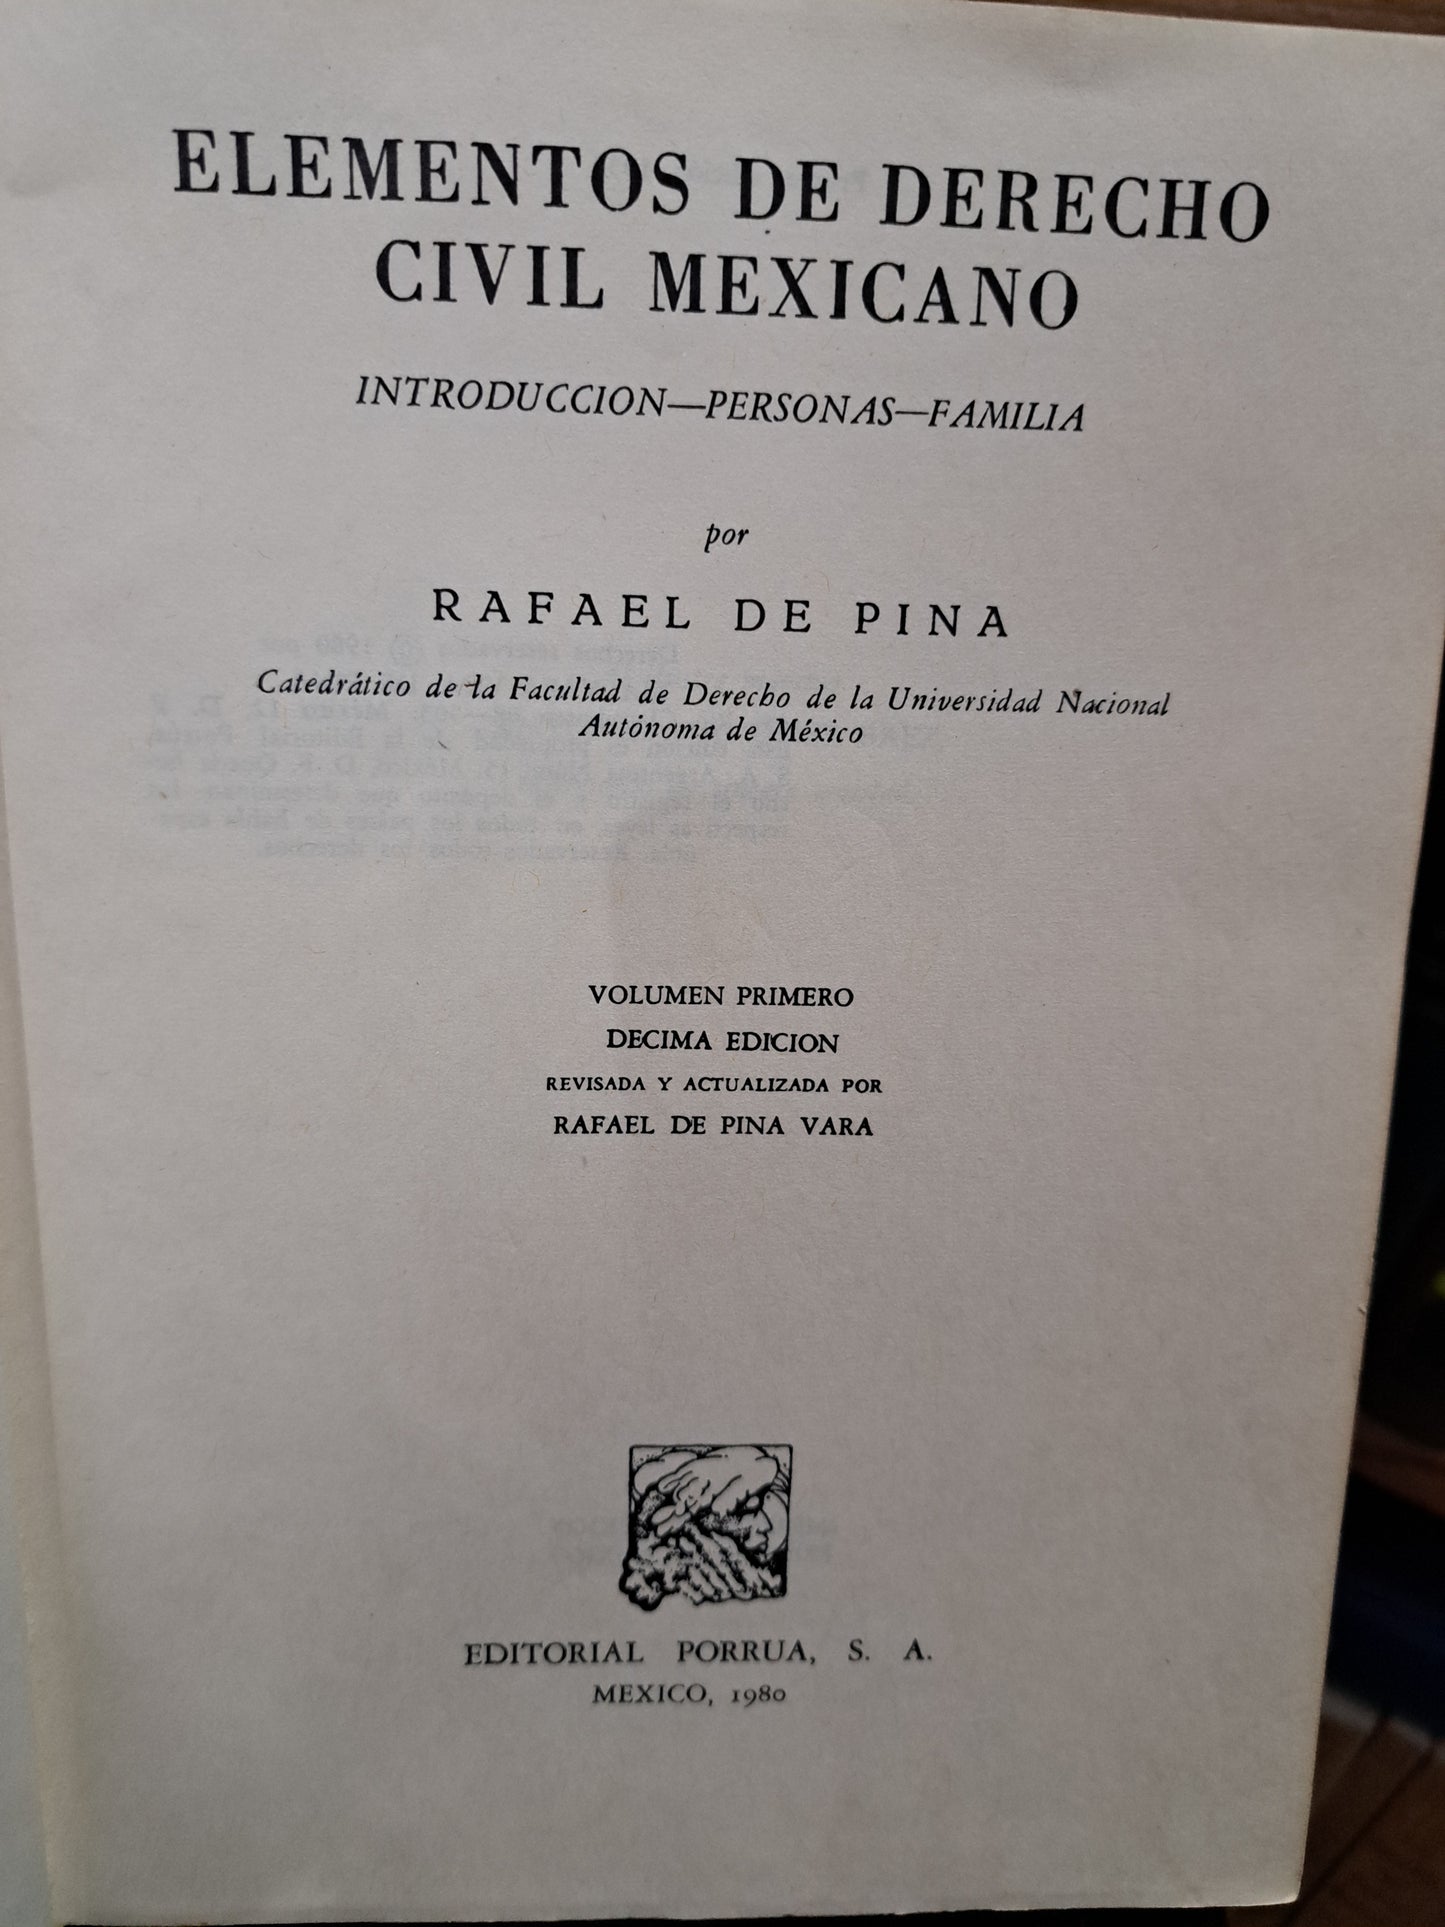 ELEMENTOS DE DERECHO
CIVIL MEXICANO
INTRODUCCION—PERSONAS—FAMILIA
por
RAFAEL DE PINA
Catedrático de la Facultad de Derecho de la Universidad Nacional
Autónoma de México
VOLUMEN PRIMERO
DECIMA EDICION
REVISADA Y ACTUALIZADA POR
RAFAEL DE PINA VARA
EDITORIAL PORRUA, S. A.
MEXICO, 1980